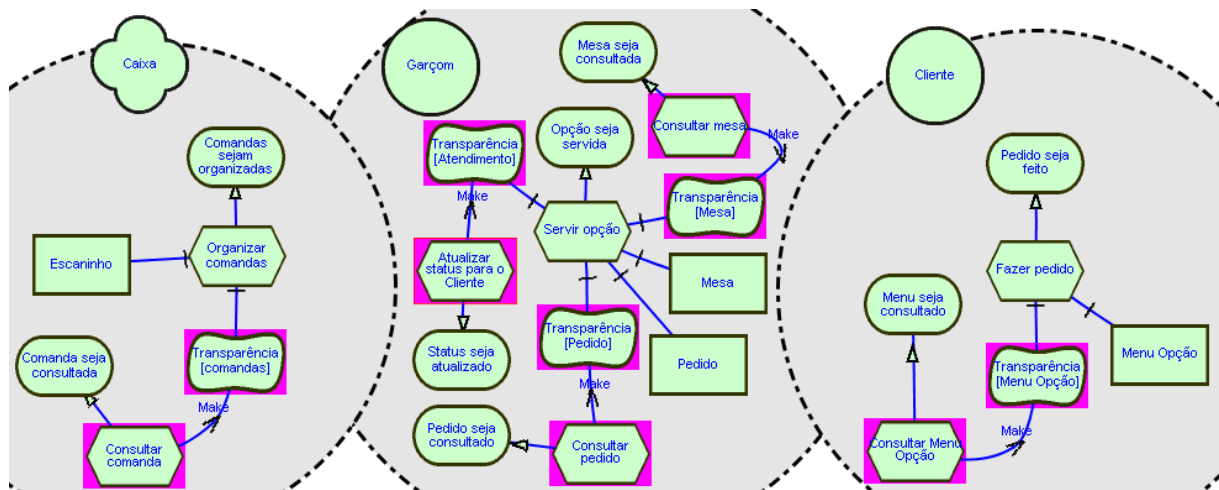 Caixa
Comandas
sejam
organizadas
Escaninho
Organizar
comandas
Comanda seja
consultada
Transparência
[comandas]
Make
Consultar
comanda
Garçom
Mesa seja
consultada
Consultar mesa
Make
Transparência
[Atendimento]
Opção seja
servida
Make
Transparência
[Mesa]
Servir opção
Atualizar
status para o
Cliente
Mesa
Status seja
atualizado
Transparência
[Pedido]
Pedido
Make
Pedido seja
consultado
Consultar
pedido
Cliente
Pedido seja
feito
Fazer pedido
Menu seja
consultado
Menu Opção
Transparência
[Menu Opção]
Make
Consultar Menu
Opção